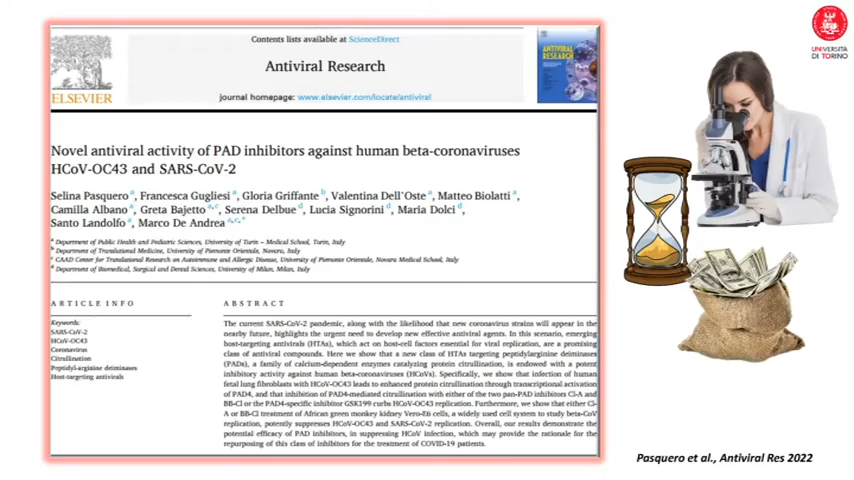 Contents lists available at ScienceDirect
Antiviral Research
journal homepage: www.elsevier.com/locate/antiviral
ELSEVIER
ANTIVIRAL
RESEARCH
UNIVERSITÀ
DI TORINO
Novel antiviral activity of PAD inhibitors against human beta-coronaviruses
HCoV-OC43 and SARS-CoV-2
Selina Pasquero a, Francesca Gugliesi a, Gloria Griffante b, Valentina Dell'Oste a, Matteo Biolatti a,
Camilla Albano a, Greta Bajetto a,c, Serena Delbue d, Lucia Signorini d, Maria Dolci d,
Santo Landolfo a, Marco De Andrea a,c,*
a Department of Public Health and Pediatric Sciences, University of Turin – Medical School, Turin, Italy
b Department of Translational Medicine, University of Piemonte Orientale, Novara, Italy
c CAAD Center for Translational Research on Autoimmune and Allergic Disease, University of Piemonte Orientale, Novara Medical School, Italy
d Department of Biomedical, Surgical and Dental Sciences, University of Milan, Milan, Italy
ARTICLE INFO
Keywords:
SARS-CoV-2
HCoV-OC43
Coronavirus
Citrullination
Peptidyl-arginine deiminases
Host-targeting antivirals
ABSTRACT
The current SARS-CoV-2 pandemic, along with the likelihood that new coronavirus strains will appear in the
nearby future, highlights the urgent need to develop new effective antiviral agents. In this scenario, emerging
host-targeting antivirals (HTAs), which act on host-cell factors essential for viral replication, are a promising
class of antiviral compounds. Here we show that a new class of HTAs targeting peptidylarginine deiminases
(PADs), a family of calcium-dependent enzymes catalyzing protein citrullination, is endowed with a potent
inhibitory activity against human beta-coronaviruses (HCoVs). Specifically, we show that infection of human
fetal lung fibroblasts with HCoV-OC43 leads to enhanced protein citrullination through transcriptional activation
of PAD4, and that inhibition of PAD4-mediated citrullination with either of the two pan-PAD inhibitors Cl-A and
BB-Cl or the PAD4-specific inhibitor GSK199 curbs HCoV-OC43 replication. Furthermore, we show that either Cl-
A or BB-Cl treatment of African green monkey kidney Vero-E6 cells, a widely used cell system to study beta-CoV
replication, potently suppresses HCoV-OC43 and SARS-CoV-2 replication. Overall, our results demonstrate the
potential efficacy of PAD inhibitors, in suppressing HCoV infection, which may provide the rationale for the
repurposing of this class of inhibitors for the treatment of COVID-19 patients.
Pasquero et al., Antiviral Res 2022